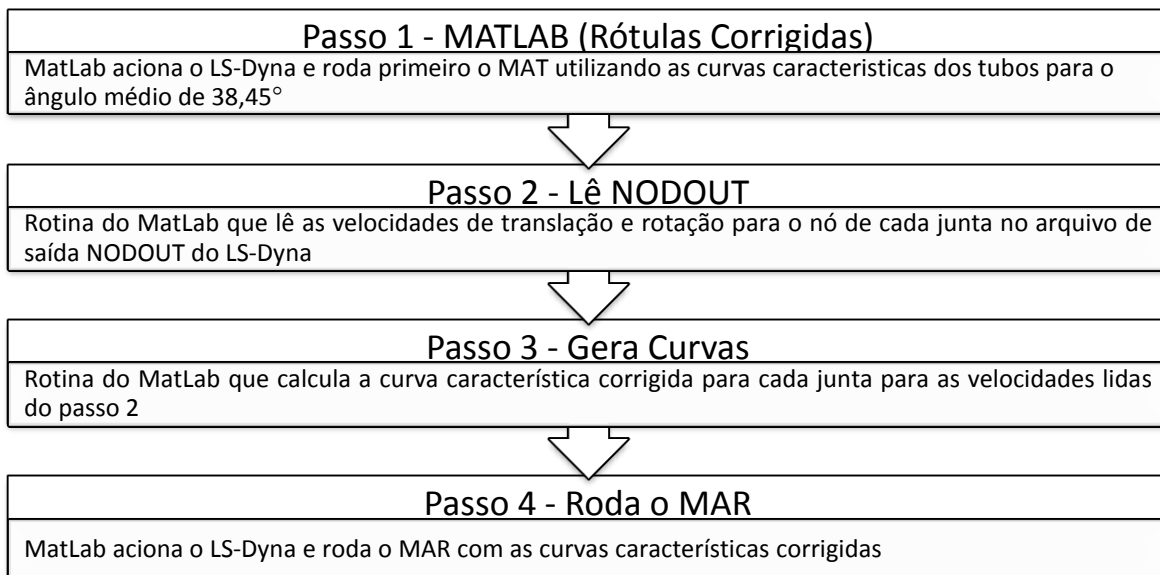 Passo 1 - MATLAB (Rótulas Corrigidas)
MatLab aciona o LS-Dyna e roda primeiro o MAT utilizando as curvas caracteristicas dos tubos para o
ângulo médio de 38,45°
Passo 2 - Lê NODOUT
Rotina do MatLab que lê as velocidades de translação e rotação para o nó de cada junta no arquivo de
saída NODOUT do LS-Dyna
Passo 3 - Gera Curvas
Rotina do MatLab que calcula a curva característica corrigida para cada junta para as velocidades lidas
do passo 2
Passo 4 - Roda o MAR
MatLab aciona o LS-Dyna e roda o MAR com as curvas características corrigidas